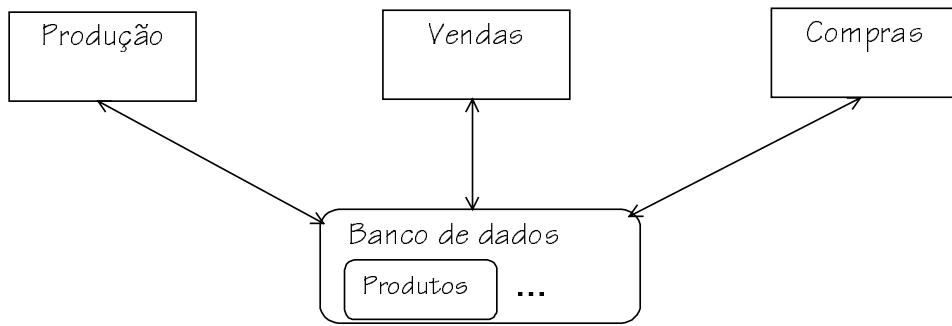 Produção
Vendas
Compras
Banco de dados
Produtos ...